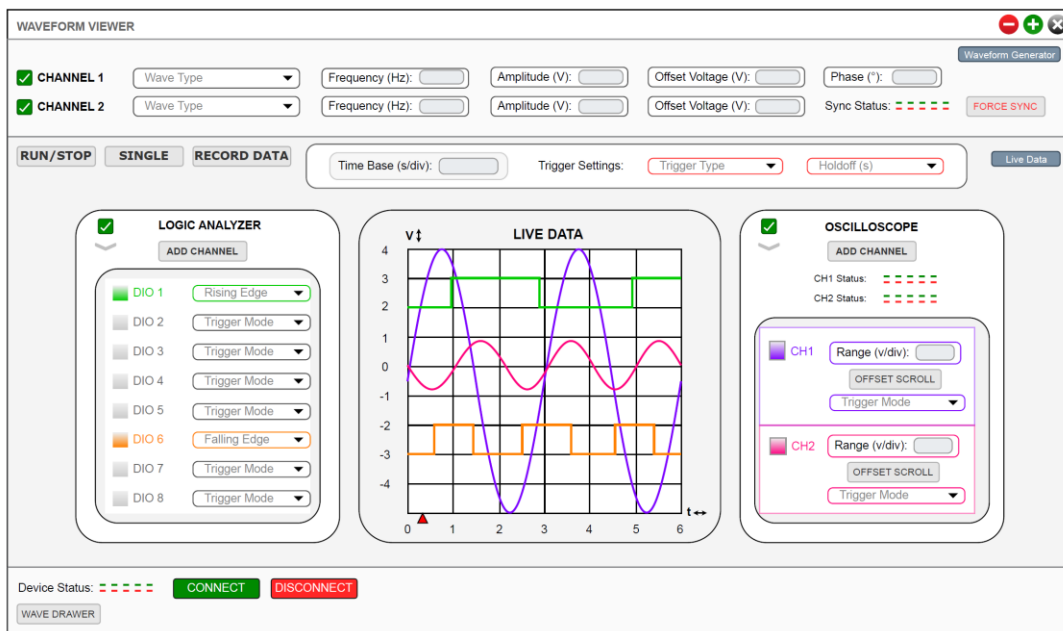 WAVEFORM VIEWER
Waveform Generator
CHANNEL 1 Wave Type Frequency (Hz): Amplitude (V): Offset Voltage (V): Phase (°):
CHANNEL 2 Wave Type Frequency (Hz): Amplitude (V): Offset Voltage (V): Sync Status: FORCE SYNC
RUN/STOP SINGLE RECORD DATA Time Base (s/div): Trigger Settings: Trigger Type Holdoff (s) Live Data
LOGIC ANALYZER
ADD CHANNEL
DIO 1 Rising Edge
DIO 2 Trigger Mode
DIO 3 Trigger Mode
DIO 4 Trigger Mode
DIO 5 Trigger Mode
DIO 6 Falling Edge
DIO 7 Trigger Mode
DIO 8 Trigger Mode
V LIVE DATA
4
3
2
1
0
-1
-2
-3
-4
t
0 1 2 3 4 5 6
OSCILLOSCOPE
ADD CHANNEL
CH1 Status:
CH2 Status:
CH1 Range (v/div):
OFFSET SCROLL
Trigger Mode
CH2 Range (v/div):
OFFSET SCROLL
Trigger Mode
Device Status: CONNECT DISCONNECT
WAVE DRAWER